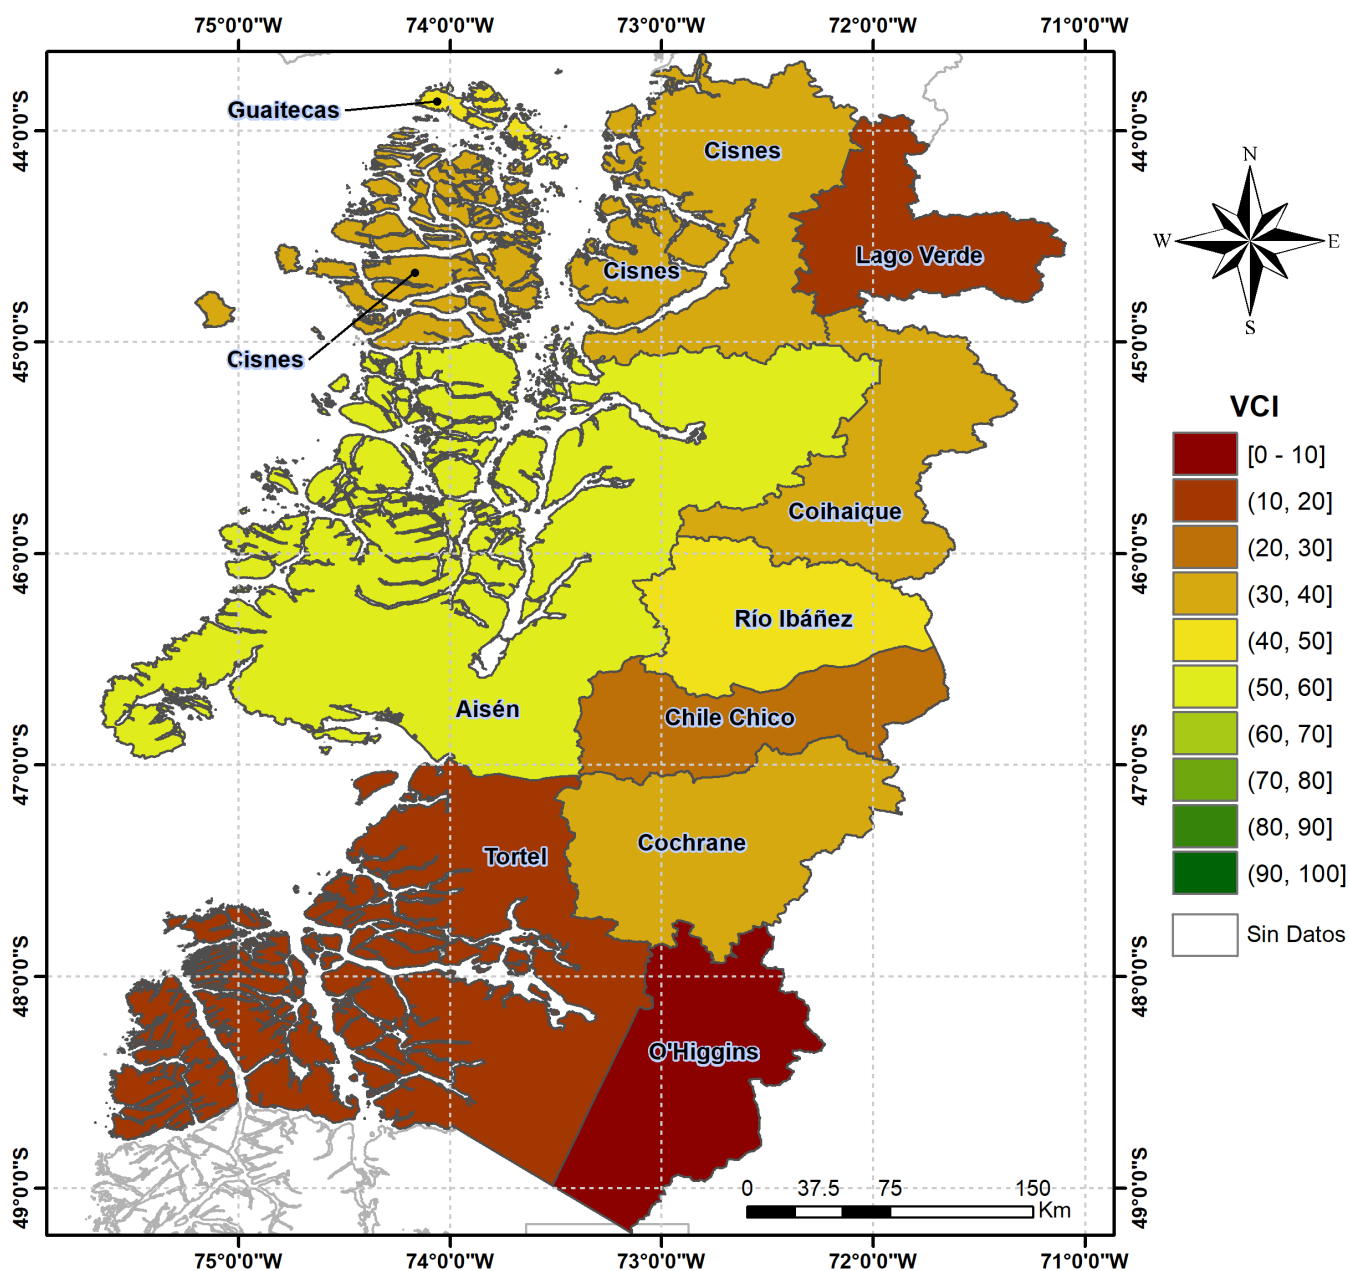 75°0'0"W 74°0'0"W 73°0'0"W 72°0'0"W 71°0'0"W
44°0'0"S
45°0'0"S
46°0'0"S
47°0'0"S
48°0'0"S
49°0'0"S
Guaitecas
Cisnes
Lago Verde
Cisnes
Cisnes
Coihaique
Río Ibáñez
Aisén
Chile Chico
Cochrane
Tortel
O'Higgins
0 37.5 75 150
Km
44°0'0"S
45°0'0"S
46°0'0"S
47°0'0"S
48°0'0"S
49°0'0"S
75°0'0"W 74°0'0"W 73°0'0"W 72°0'0"W 71°0'0"W
N
W E
S
VCI
[0 - 10]
(10, 20]
(20, 30]
(30, 40]
(40, 50]
(50, 60]
(60, 70]
(70, 80]
(80, 90]
(90, 100]
Sin Datos